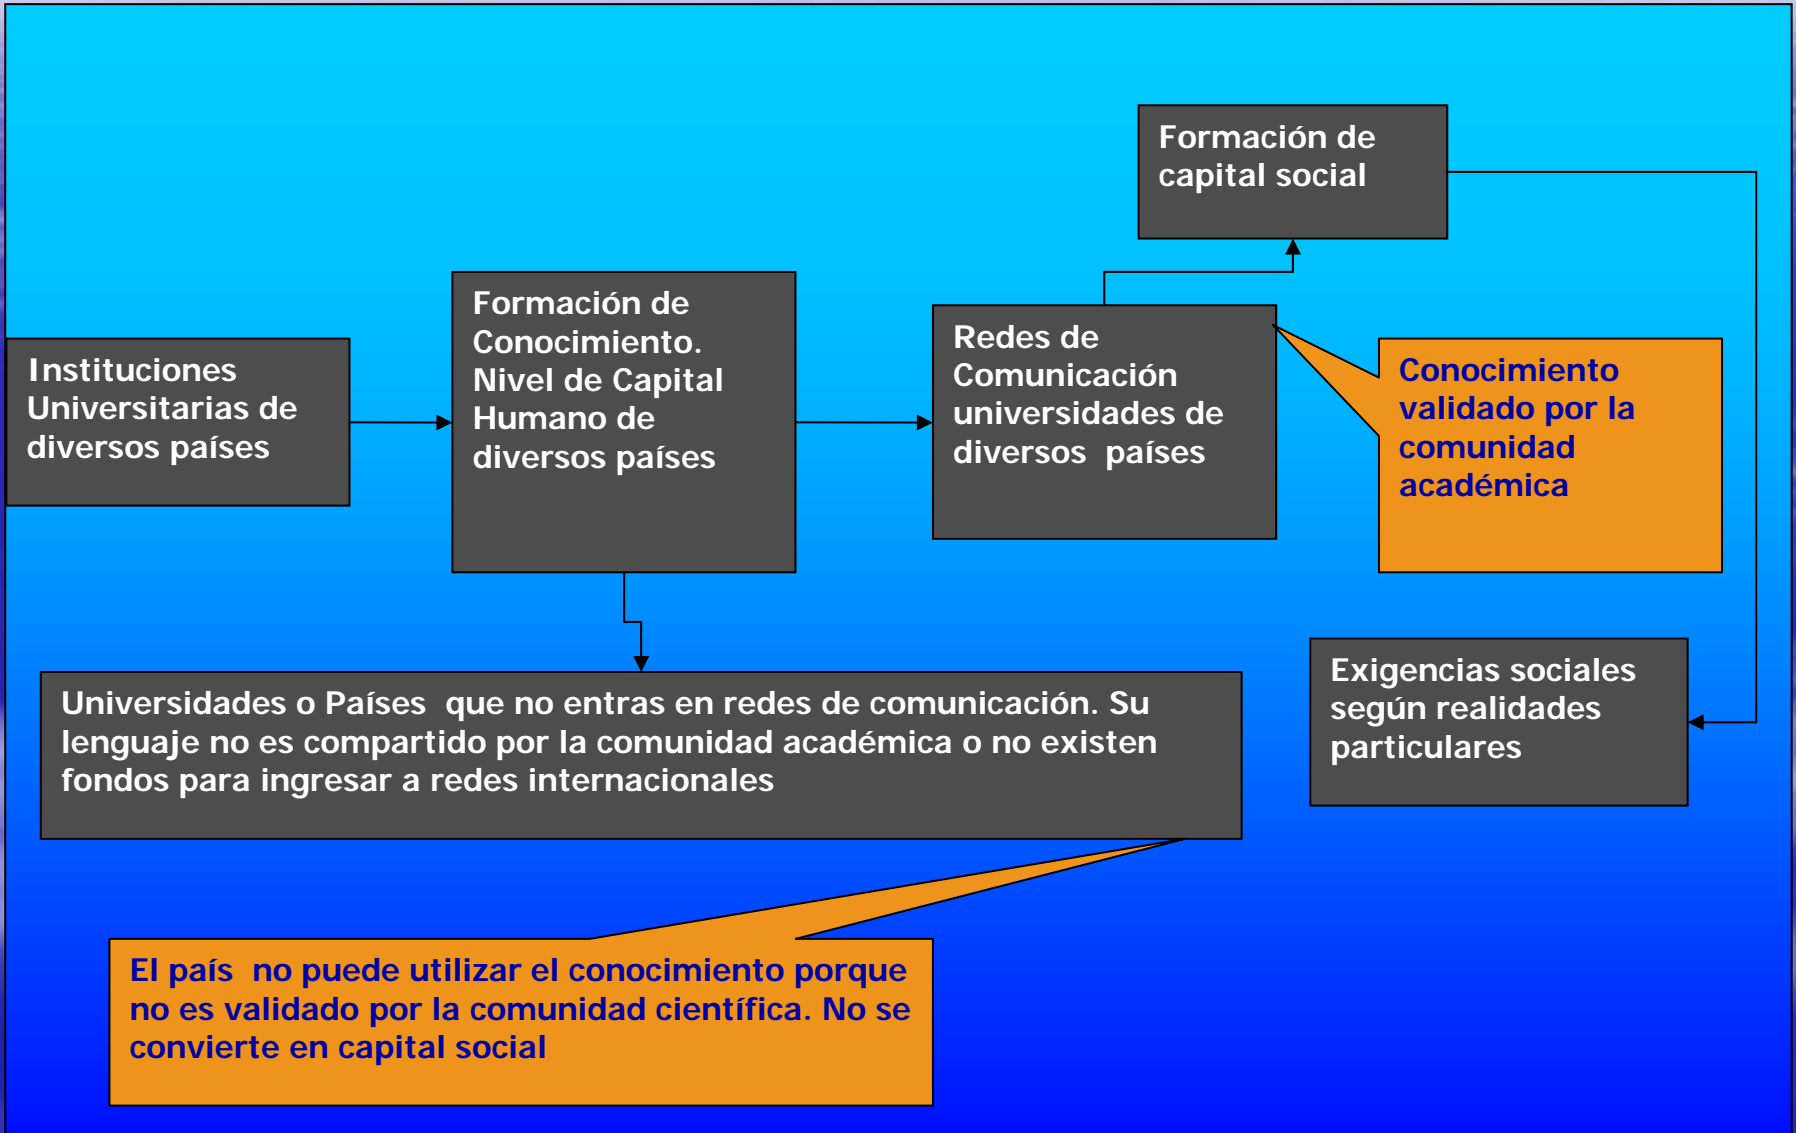 Formación de
capital social
Formación de
Conocimiento.
Nivel de Capital
Humano de
diversos países
Redes de
Comunicación
universidades de
diversos  países
Instituciones
Universitarias de
diversos países
Conocimiento
validado por la
comunidad
académica
Universidades o Países  que no entras en redes de comunicación. Su
lenguaje no es compartido por la comunidad académica o no existen
fondos para ingresar a redes internacionales
Exigencias sociales
según realidades
particulares
El país  no puede utilizar el conocimiento porque
no es validado por la comunidad científica. No se
convierte en capital social